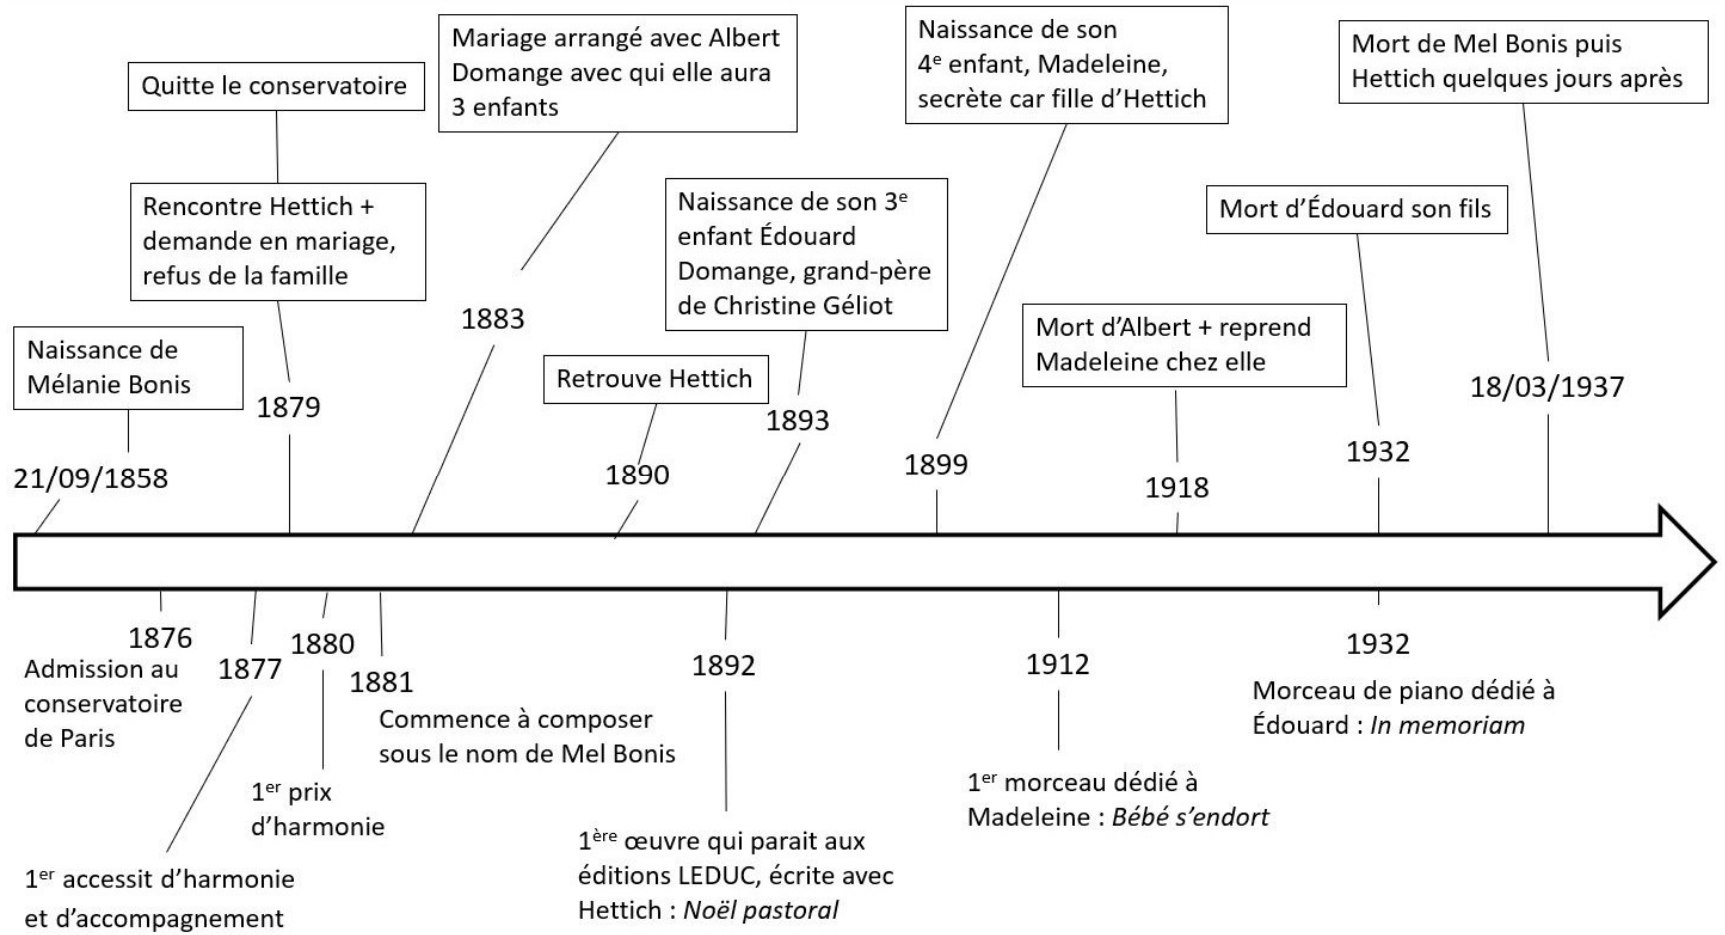 Quitte le conservatoire
Rencontre Hettich +
demande en mariage,
refus de la famille
1879
Naissance de
Mélanie Bonis
21/09/1858
Mariage arrangé avec Albert
Domange avec qui elle aura
3 enfants
1883
Retrouve Hettich
1890
Naissance de son 3e
enfant Édouard
Domange, grand-père
de Christine Géliot
1893
Naissance de son
4e enfant, Madeleine,
secrète car fille d’Hettich
1899
Mort d’Albert + reprend
Madeleine chez elle
1918
Mort d’Édouard son fils
1932
Mort de Mel Bonis puis
Hettich quelques jours après
18/03/1937
1876
Admission au
conservatoire
de Paris
1877
1er accessit d’harmonie
et d’accompagnement
1880
1er prix
d’harmonie
1881
Commence à composer
sous le nom de Mel Bonis
1892
1ère œuvre qui parait aux
éditions LEDUC, écrite avec
Hettich : Noël pastoral
1912
1er morceau dédié à
Madeleine : Bébé s’endort
1932
Morceau de piano dédié à
Édouard : In memoriam